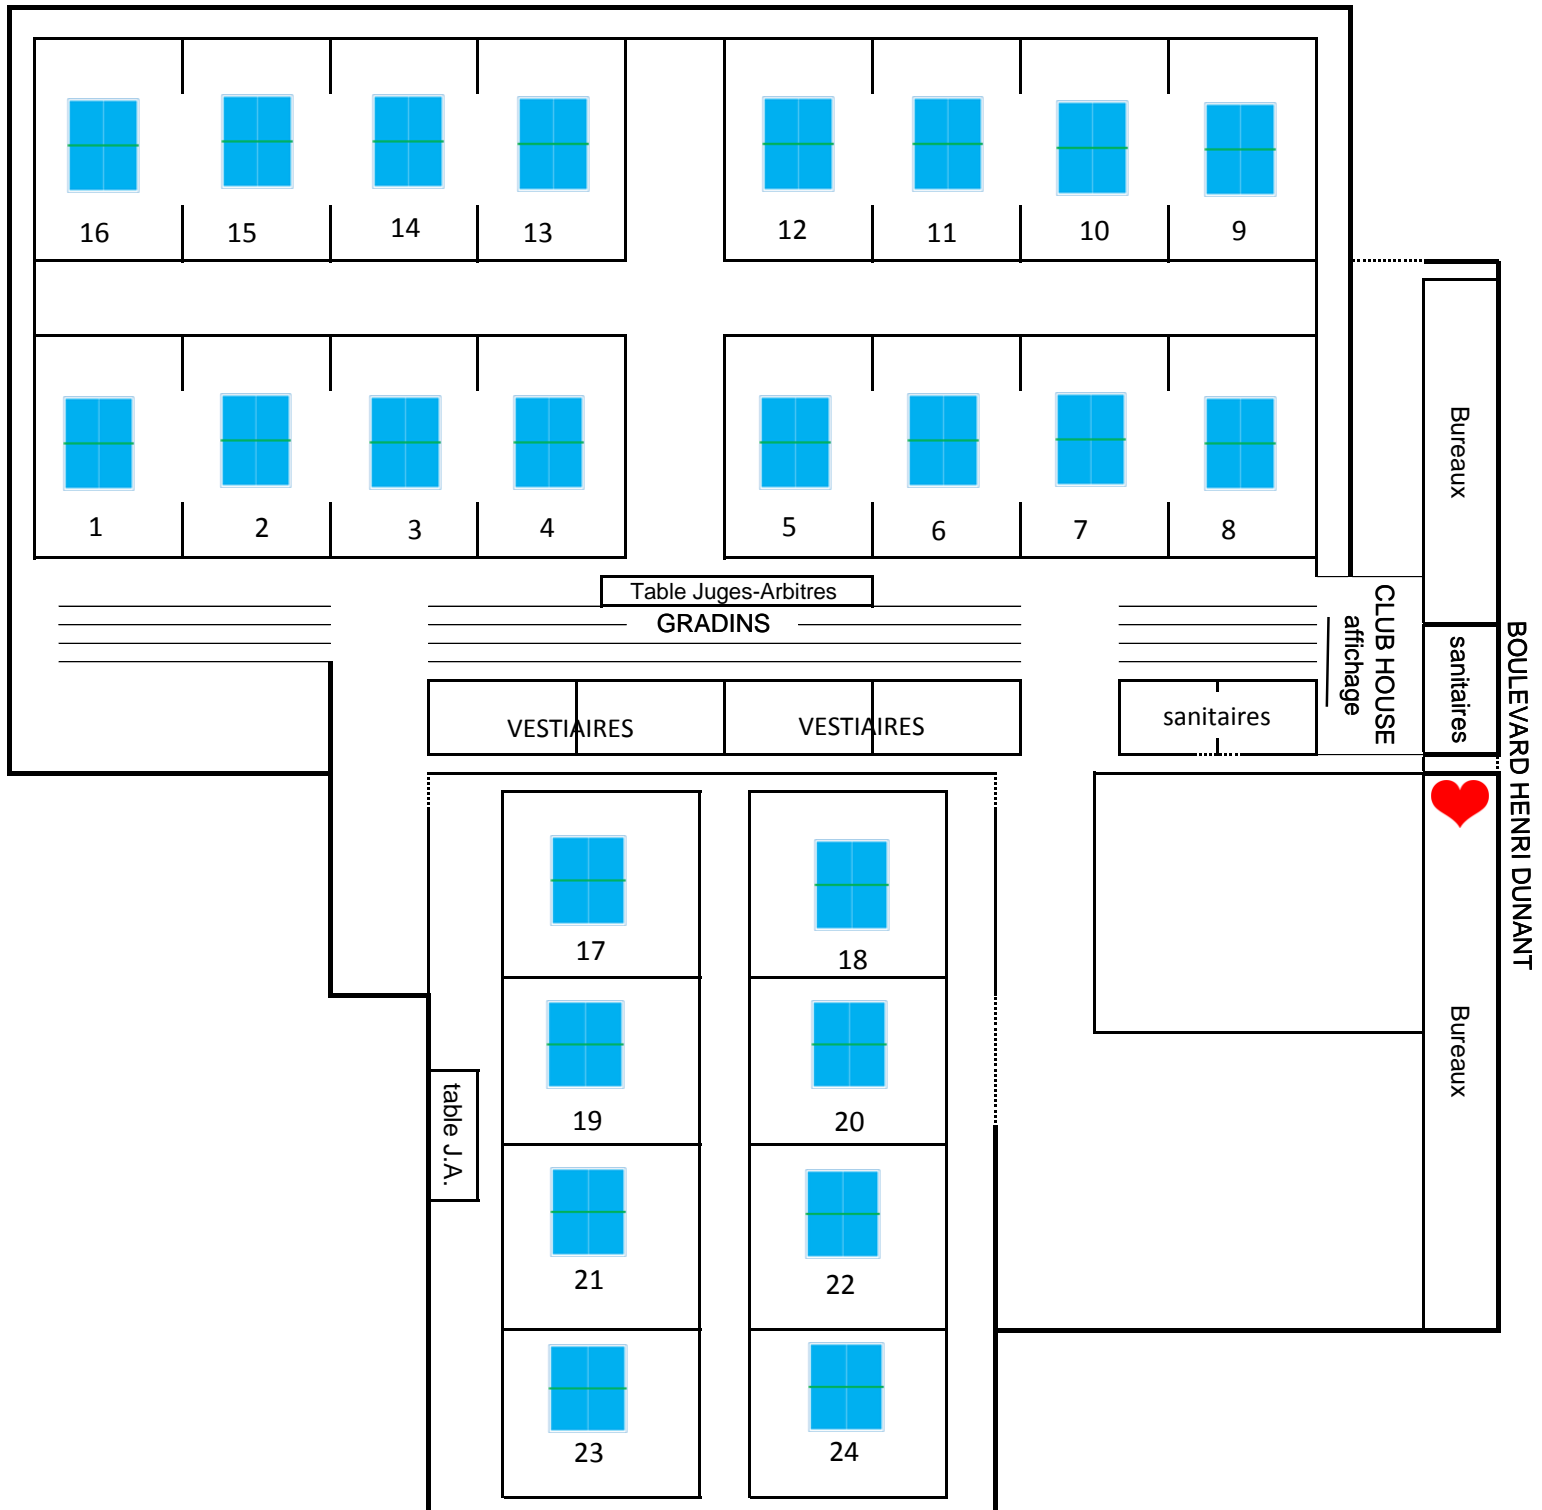 16 15 14 13 12 11 10 9
1 2 3 4 5 6 7 8
Bureaux
Table Juges-Arbitres
GRADINS
CLUB HOUSE
affichage
sanitaires
BOULEVARD HENRI DUNANT
VESTIAIRES VESTIAIRES sanitaires
17 18
19 20
table J.A.
Bureaux
21 22
23 24